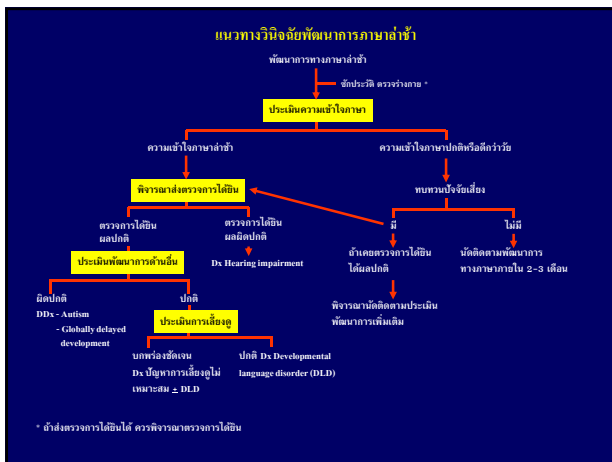 แนวทางวินิจฉัยพัฒนาการภาษาล่าช้า
พัฒนาการทางภาษาล่าช้า
ซักประวัติ ตรวจร่างกาย *
ประเมินความเข้าใจภาษา
ความเข้าใจภาษาล่าช้า
ความเข้าใจภาษาปกติหรือดีกว่าวัย
พิจารณาส่งตรวจการได้ยิน
ทบทวนปัจจัยเสี่ยง
ตรวจการได้ยิน
ผลปกติ
ตรวจการได้ยิน
ผลผิดปกติ
มี
ไม่มี
ประเมินพัฒนาการด้านอื่น
Dx Hearing impairment
ถ้าเคยตรวจการได้ยิน
ได้ผลปกติ
นัดติดตามพัฒนาการ
ทางภาษาภายใน 2-3 เดือน
ผิดปกติ
DDx - Autism
- Globally delayed
development
ปกติ
ประเมินการเลี้ยงดู
พิจารณานัดติดตามประเมิน
พัฒนาการเพิ่มเติม
บกพร่องชัดเจน
Dx ปัญหาการเลี้ยงดูไม่
เหมาะสม ± DLD
ปกติ Dx Developmental
language disorder (DLD)
* ถ้าส่งตรวจการได้ยินได้ ควรพิจารณาตรวจการได้ยิน